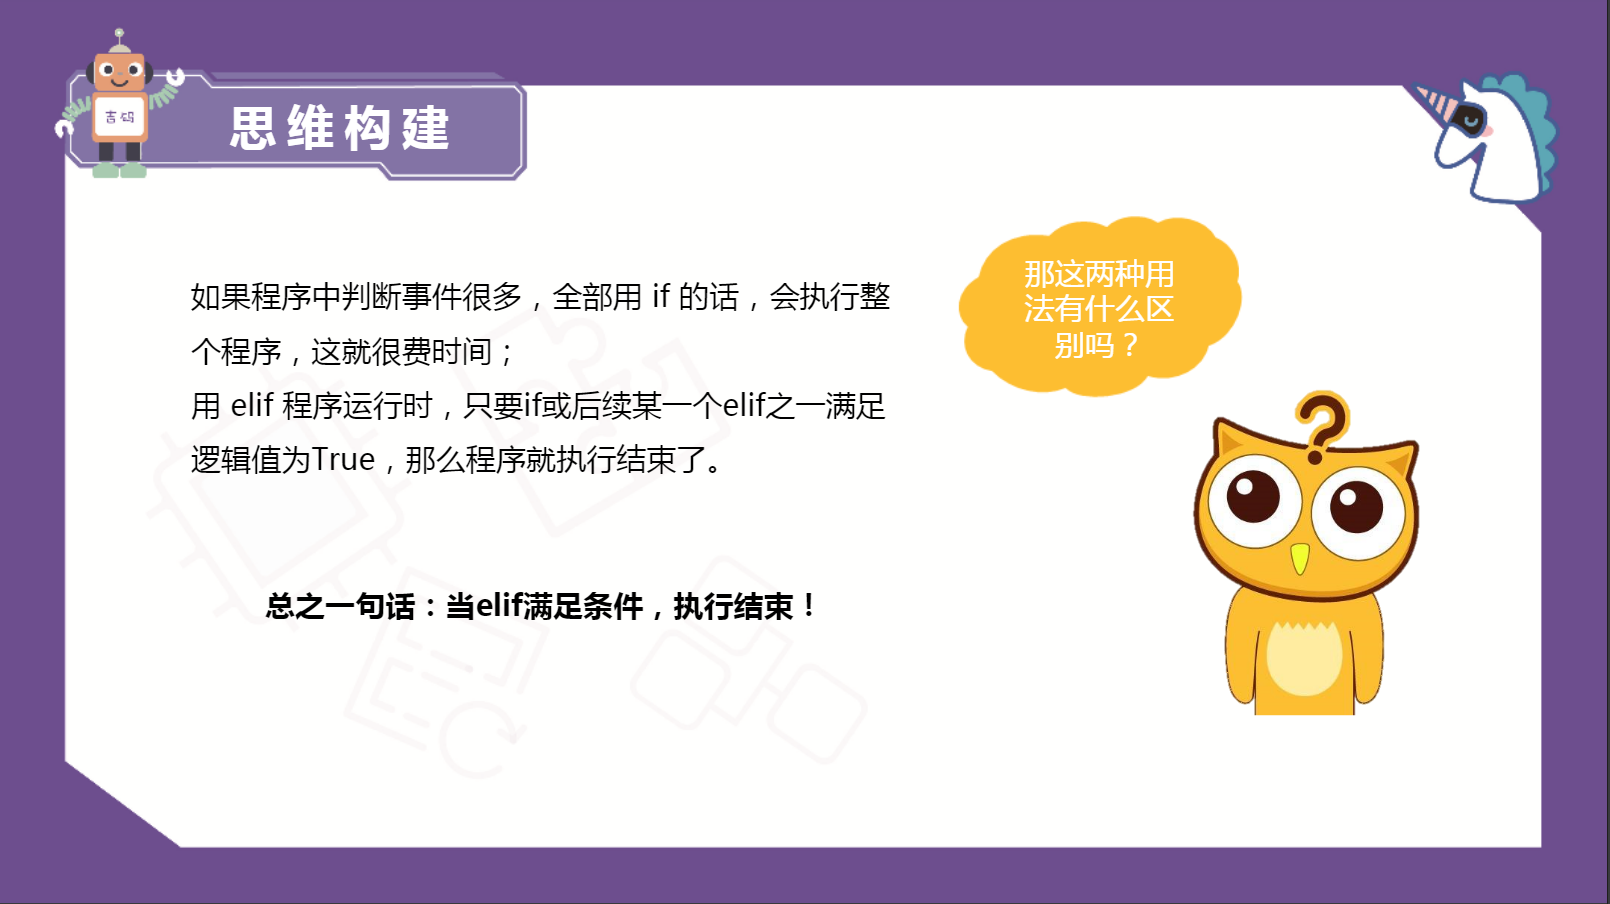 吉码
思维构建
那这两种用
法有什么区
别吗？
如果程序中判断事件很多，全部用 if 的话，会执行整
个程序，这就很费时间；
用 elif 程序运行时，只要if或后续某一个elif之一满足
逻辑值为True，那么程序就执行结束了。
总之一句话：当elif满足条件，执行结束！